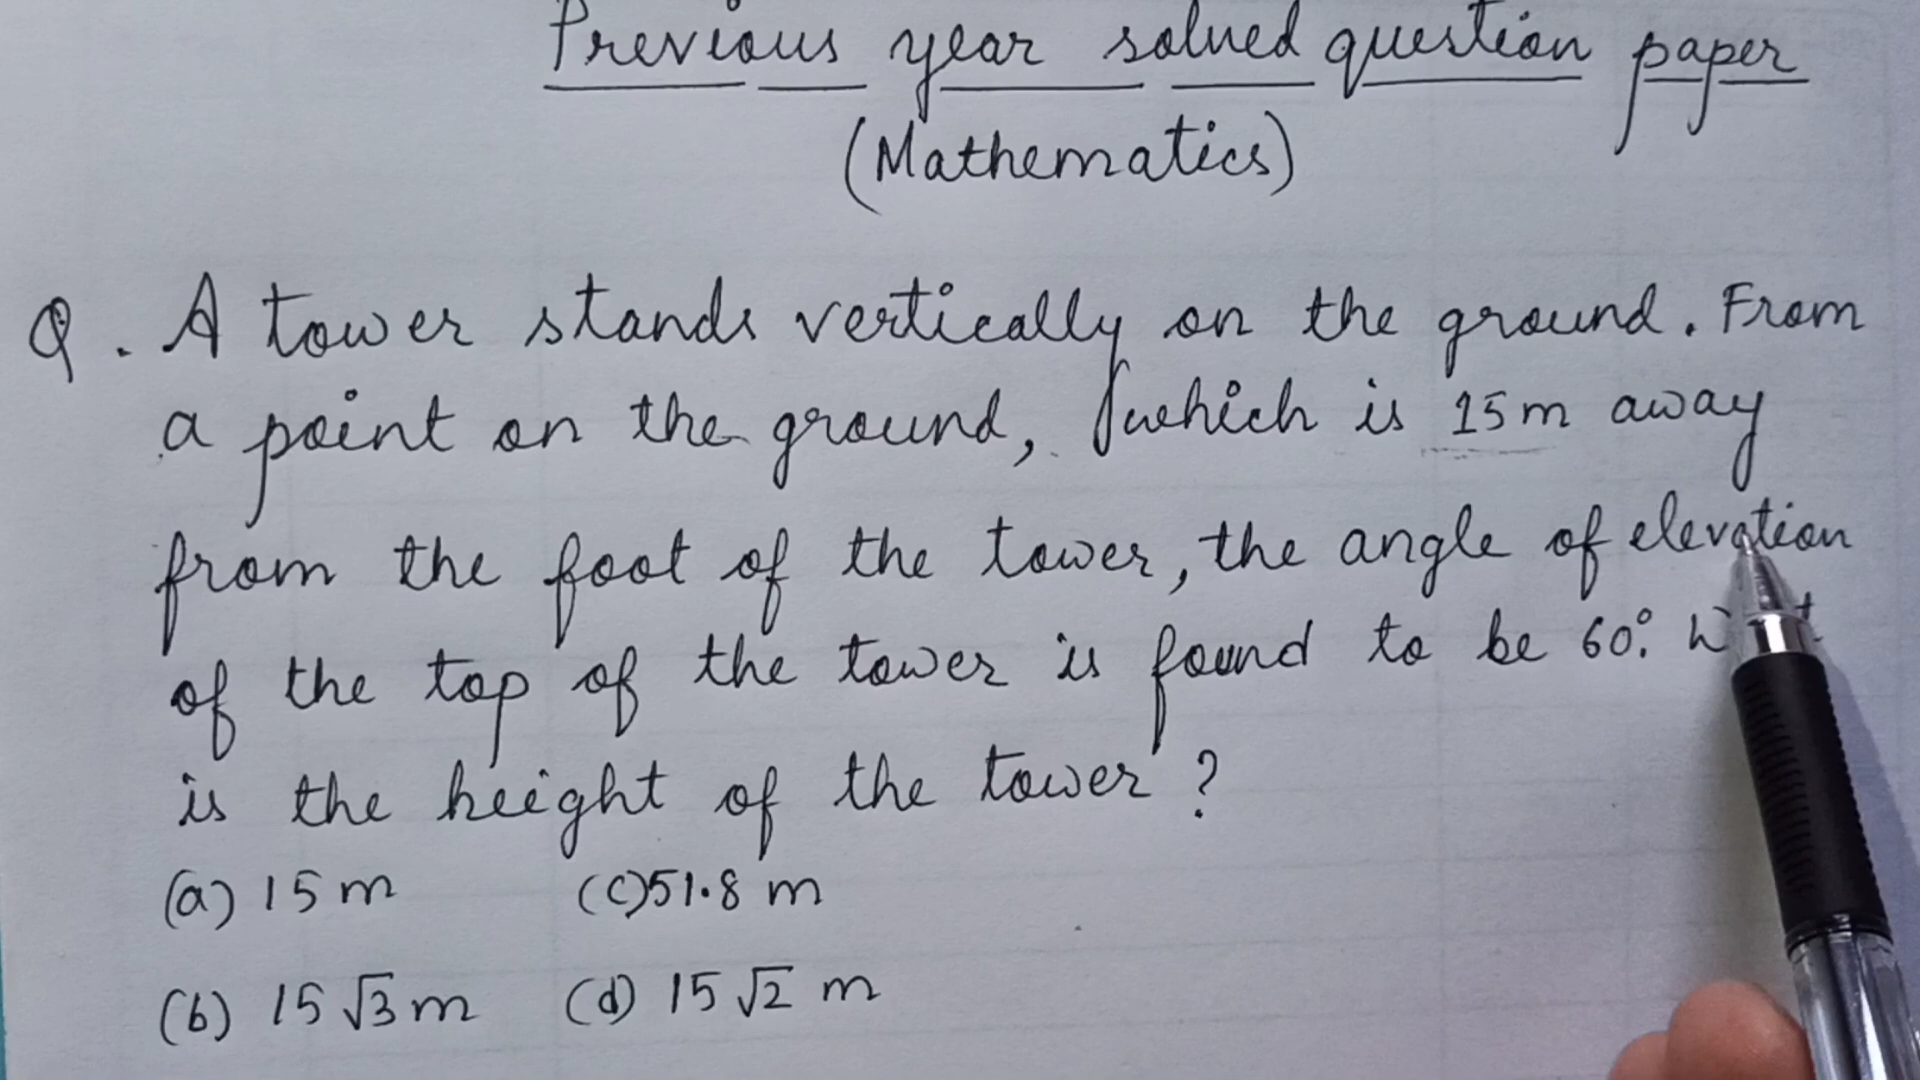 Previous year solved question paper
(Mathematics)
Q. A tower stands vertically on the ground. From
a point on the ground, which is 15m away
from the foot of the tower, the angle of elevation
of the top of the tower is found to be 60°.
is the height of the tower?
(a) 15 m (c) 51.8 m
(b) 15 √3 m (d) 15 √2 m